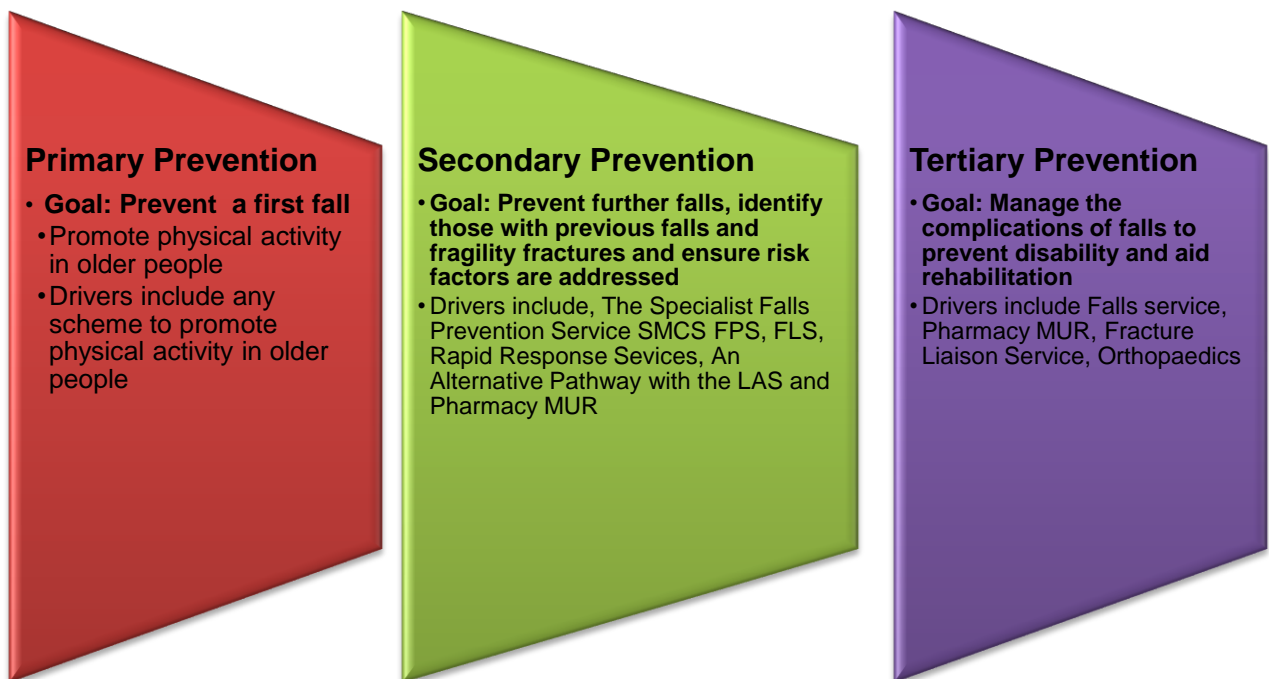 Primary Prevention
• Goal: Prevent a first fall
•Promote physical activity
in older people
•Drivers include any
scheme to promote
physical activity in older
people
Secondary Prevention
•Goal: Prevent further falls, identify
those with previous falls and
fragility fractures and ensure risk
factors are addressed
•Drivers include, The Specialist Falls
Prevention Service SMCS FPS, FLS,
Rapid Response Sevices, An
Alternative Pathway with the LAS and
Pharmacy MUR
Tertiary Prevention
•Goal: Manage the
complications of falls to
prevent disability and aid
rehabilitation
•Drivers include Falls service,
Pharmacy MUR, Fracture
Liaison Service, Orthopaedics